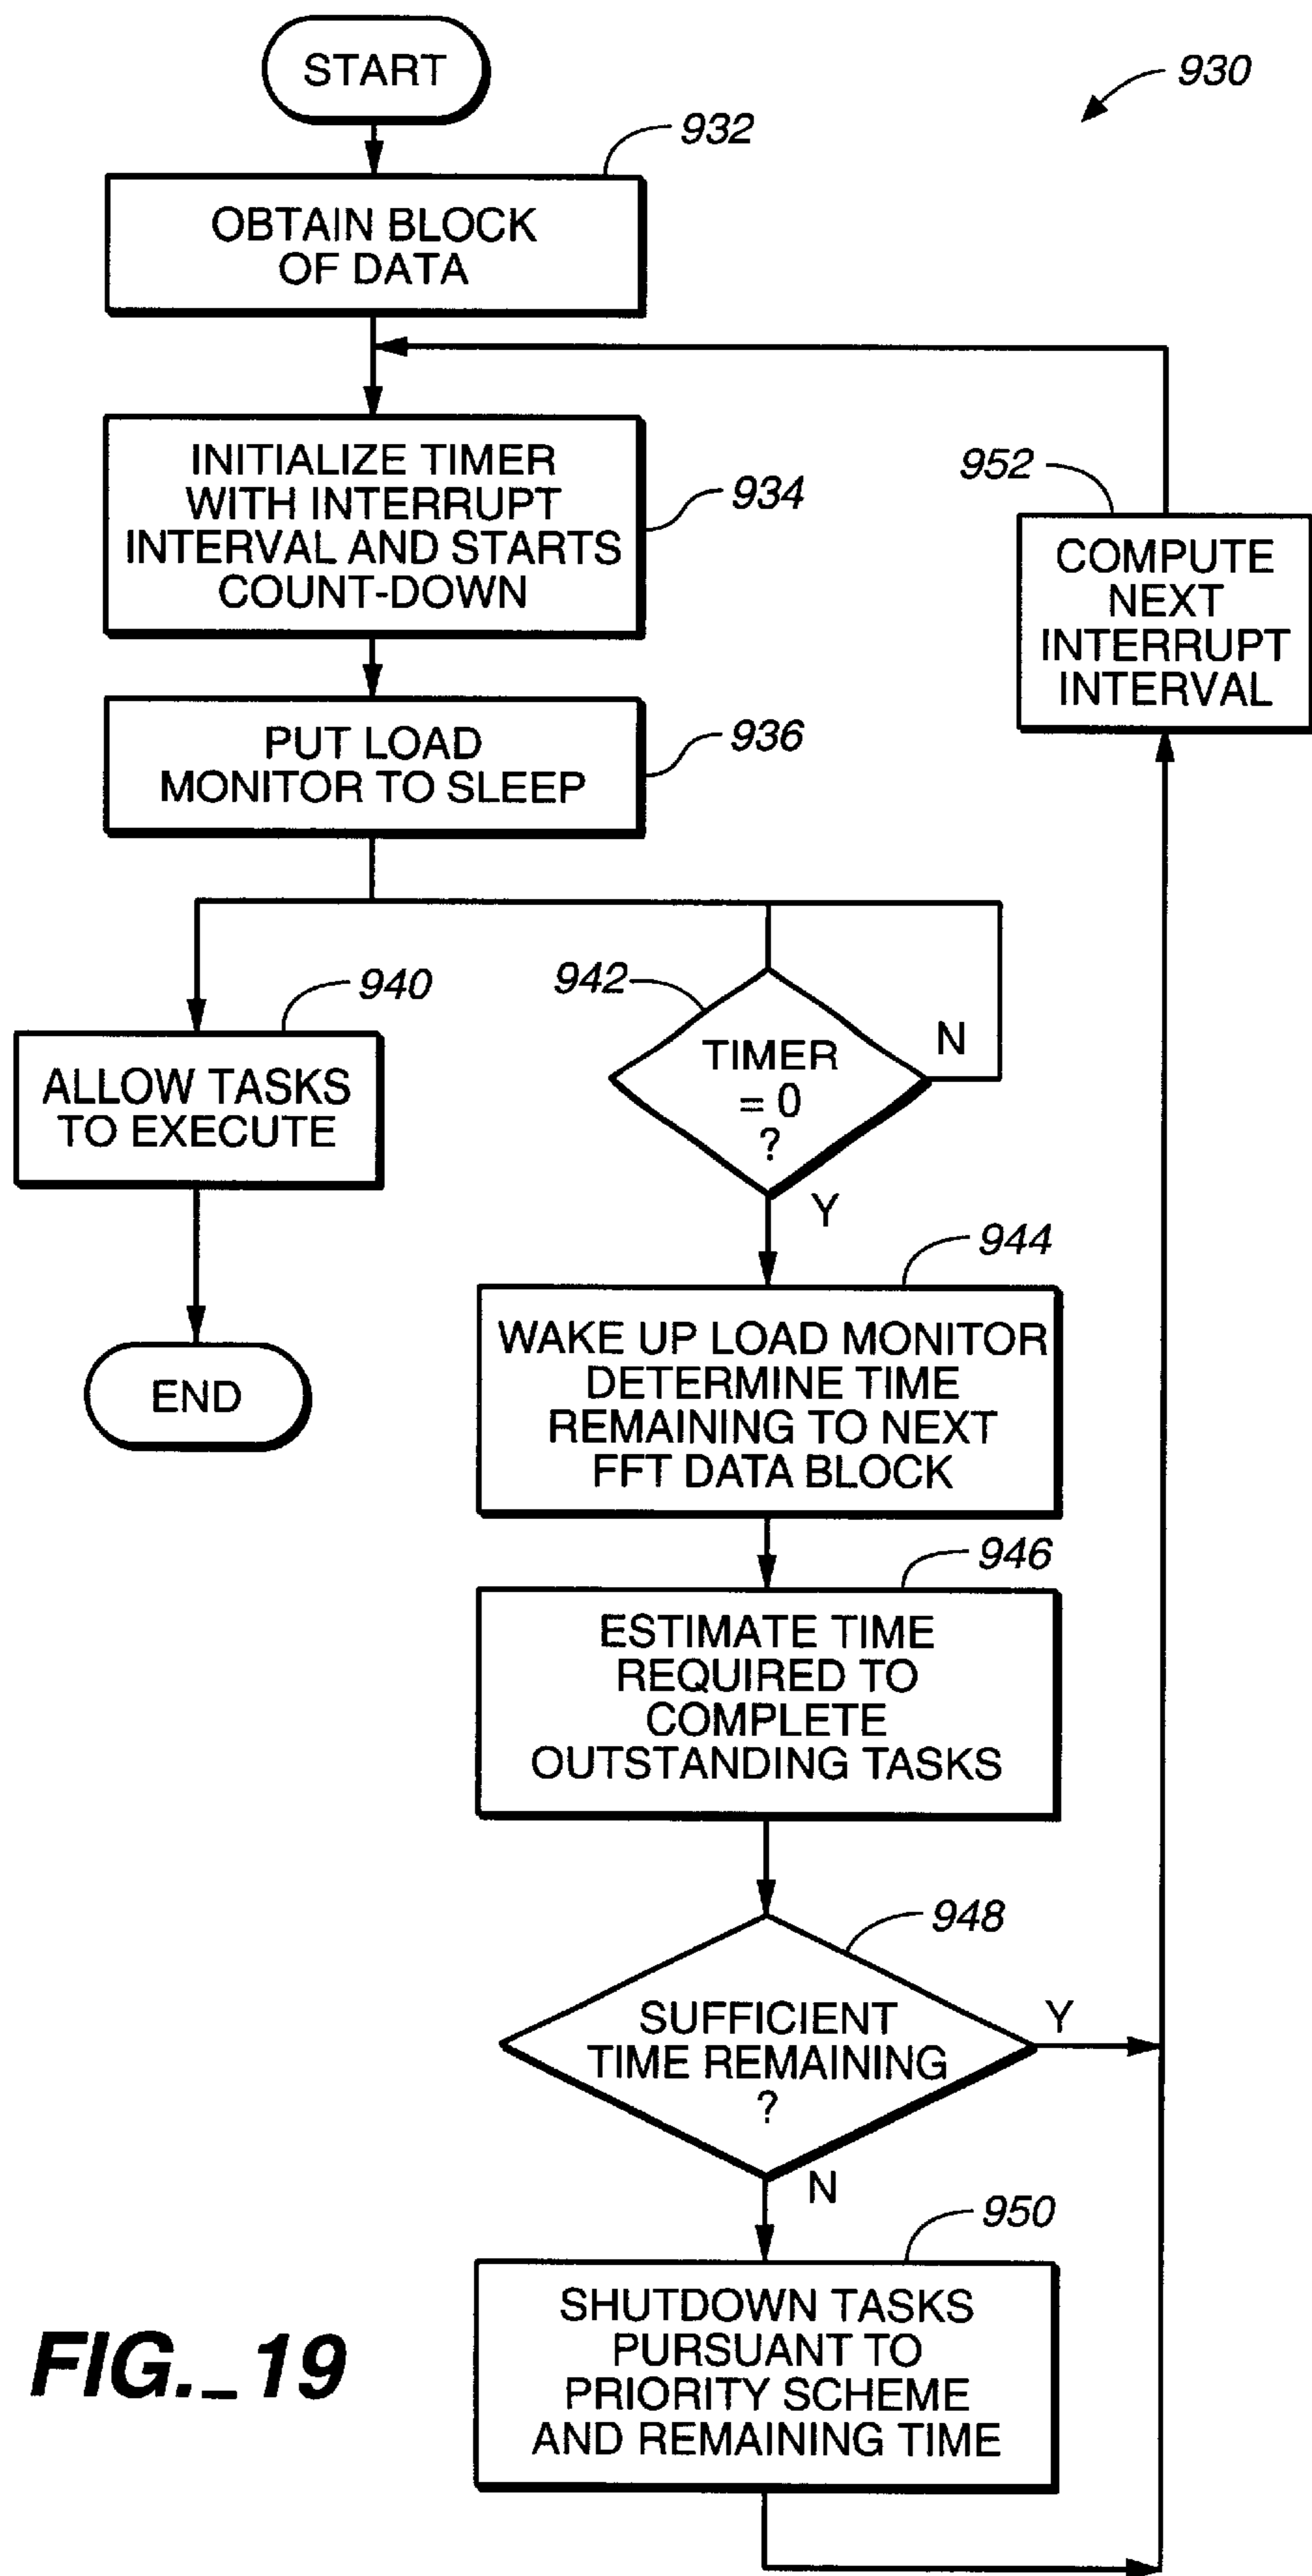 START
930
932
OBTAIN BLOCK
OF DATA
INITIALIZE TIMER
WITH INTERRUPT
INTERVAL AND STARTS
COUNT-DOWN
934
952
COMPUTE
NEXT
INTERRUPT
INTERVAL
PUT LOAD
MONITOR TO SLEEP
936
940
ALLOW TASKS
TO EXECUTE
END
942
TIMER
= 0
?
N
Y
944
WAKE UP LOAD MONITOR
DETERMINE TIME
REMAINING TO NEXT
FFT DATA BLOCK
946
ESTIMATE TIME
REQUIRED TO
COMPLETE
OUTSTANDING TASKS
948
SUFFICIENT
TIME REMAINING
?
Y
N
950
SHUTDOWN TASKS
PURSUANT TO
PRIORITY SCHEME
AND REMAINING TIME
FIG._19